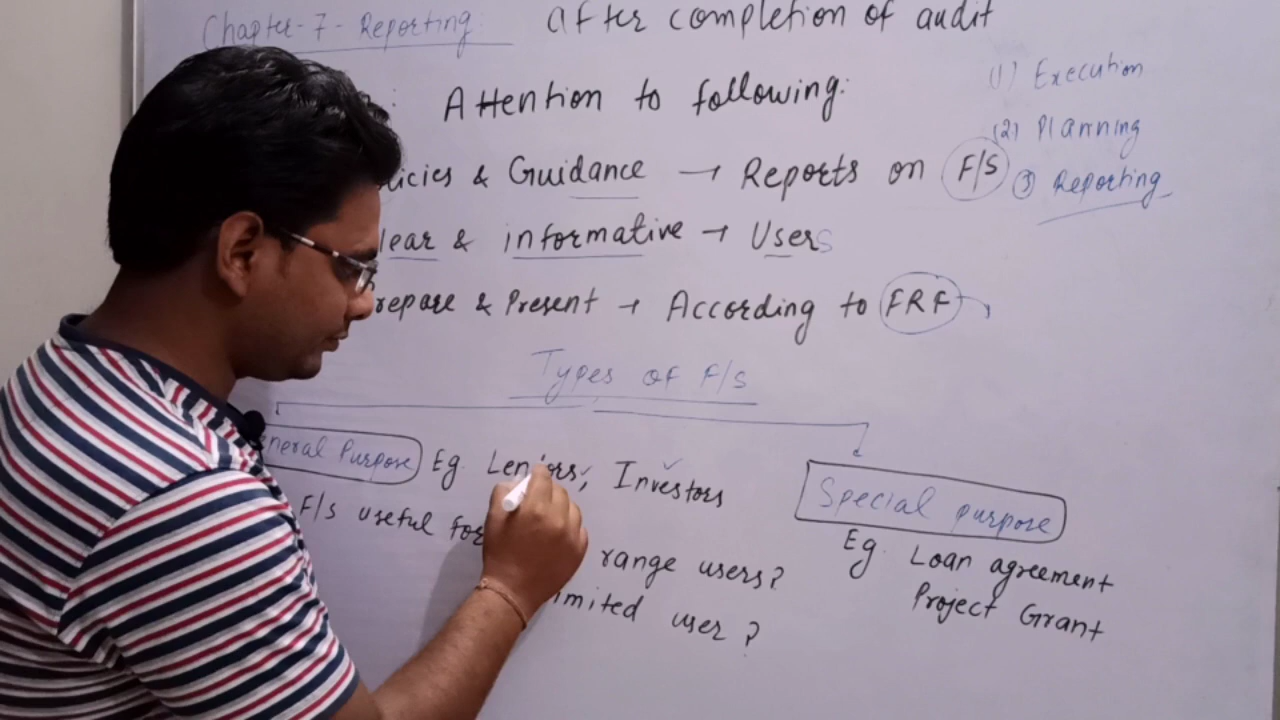 Chapter-7-Reporting: after completion of audit
: Attention to following:
(1) Execution
(2) Planning
(3) Reporting
icies & Guidance → Reports on F/S
lear & informative → Users
repare & Present → According to FRF
Types of F/S
neral Purpose Eg. Leniors, Investors
Special purpose
F/s useful for range users?
imited user?
Eg. Loan agreement
Project Grant